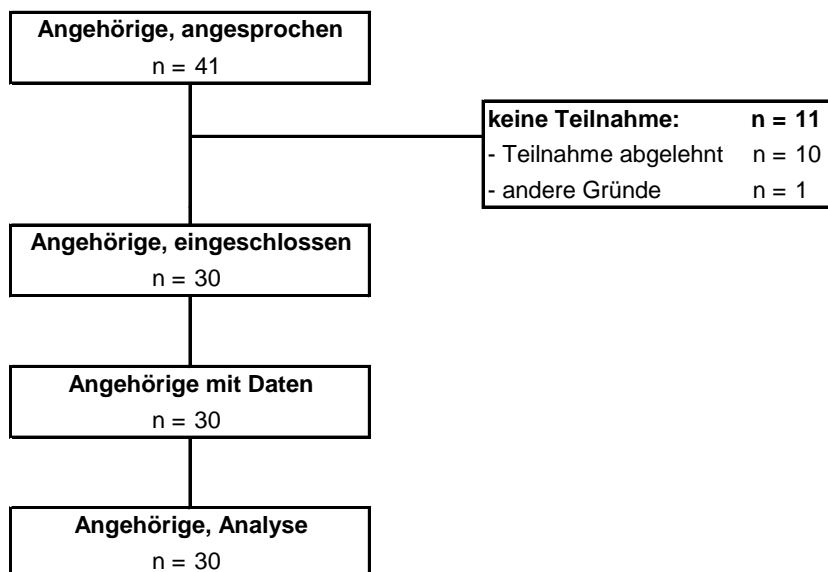 Angehörige, angesprochen
n = 41
keine Teilnahme: n = 11
- Teilnahme abgelehnt n = 10
- andere Gründe n = 1
Angehörige, eingeschlossen
n = 30
Angehörige mit Daten
n = 30
Angehörige, Analyse
n = 30